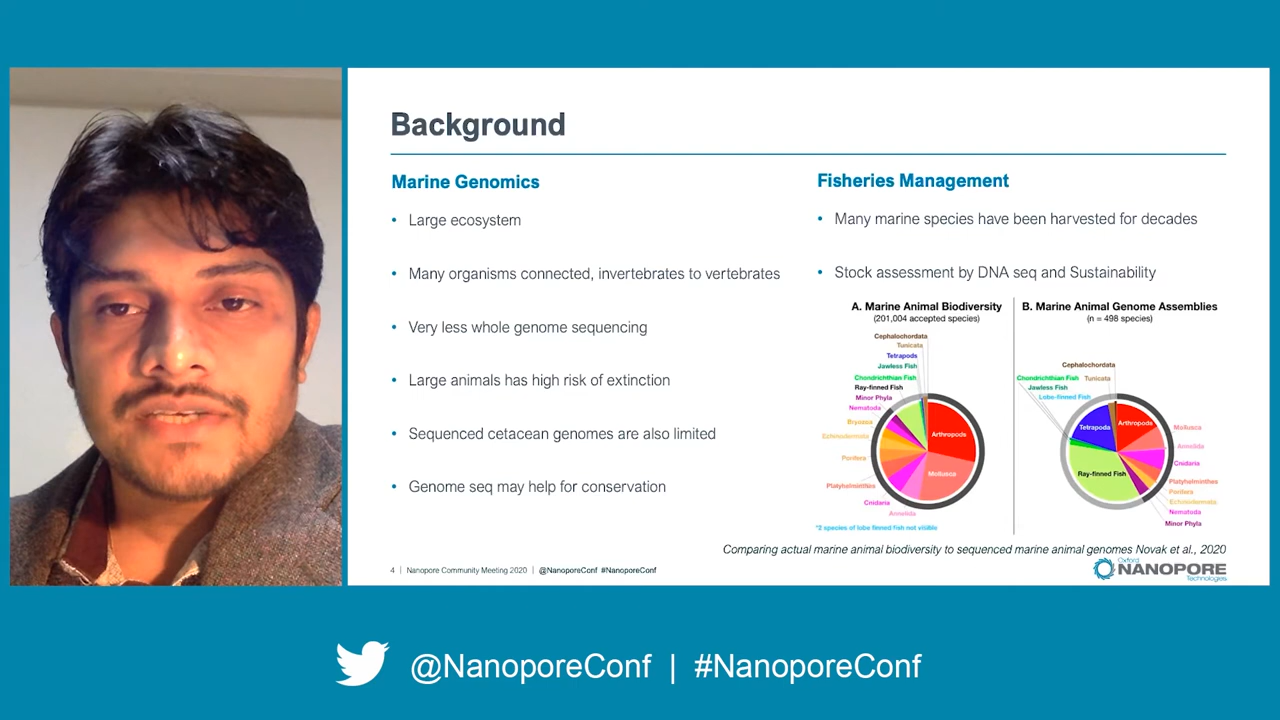 Background
Marine Genomics
• Large ecosystem
• Many organisms connected, invertebrates to vertebrates
• Very less whole genome sequencing
• Large animals has high risk of extinction
• Sequenced cetacean genomes are also limited
• Genome seq may help for conservation
Fisheries Management
• Many marine species have been harvested for decades
• Stock assessment by DNA seq and Sustainability
A. Marine Animal Biodiversity
(201,004 accepted species)
Cephalochordata
Tunicata
Tetrapods
Jawless Fish
Chondrichthian Fish
Ray-finned Fish
Minor Phyla
Nematoda
Bryozoa
Echinodermata
Porifera
Platyhelminthes
Cnidaria
Annelida
Arthropods
Mollusca
*2 species of lobe finned fish not visible
B. Marine Animal Genome Assemblies
(n = 498 species)
Cephalochordata
Chondrichthian Fish
Tunicata
Jawless Fish
Lobe-finned Fish
Tetrapoda
Arthropods
Ray-finned Fish
Mollusca
Annelida
Cnidaria
Platyhelminthes
Porifera
Echinodermata
Nematoda
Minor Phyla
Comparing actual marine animal biodiversity to sequenced marine animal genomes Novak et al., 2020
4 | Nanopore Community Meeting 2020 | @NanoporeConf #NanoporeConf
Oxford
NANOPORE
Technologies
@NanoporeConf | #NanoporeConf